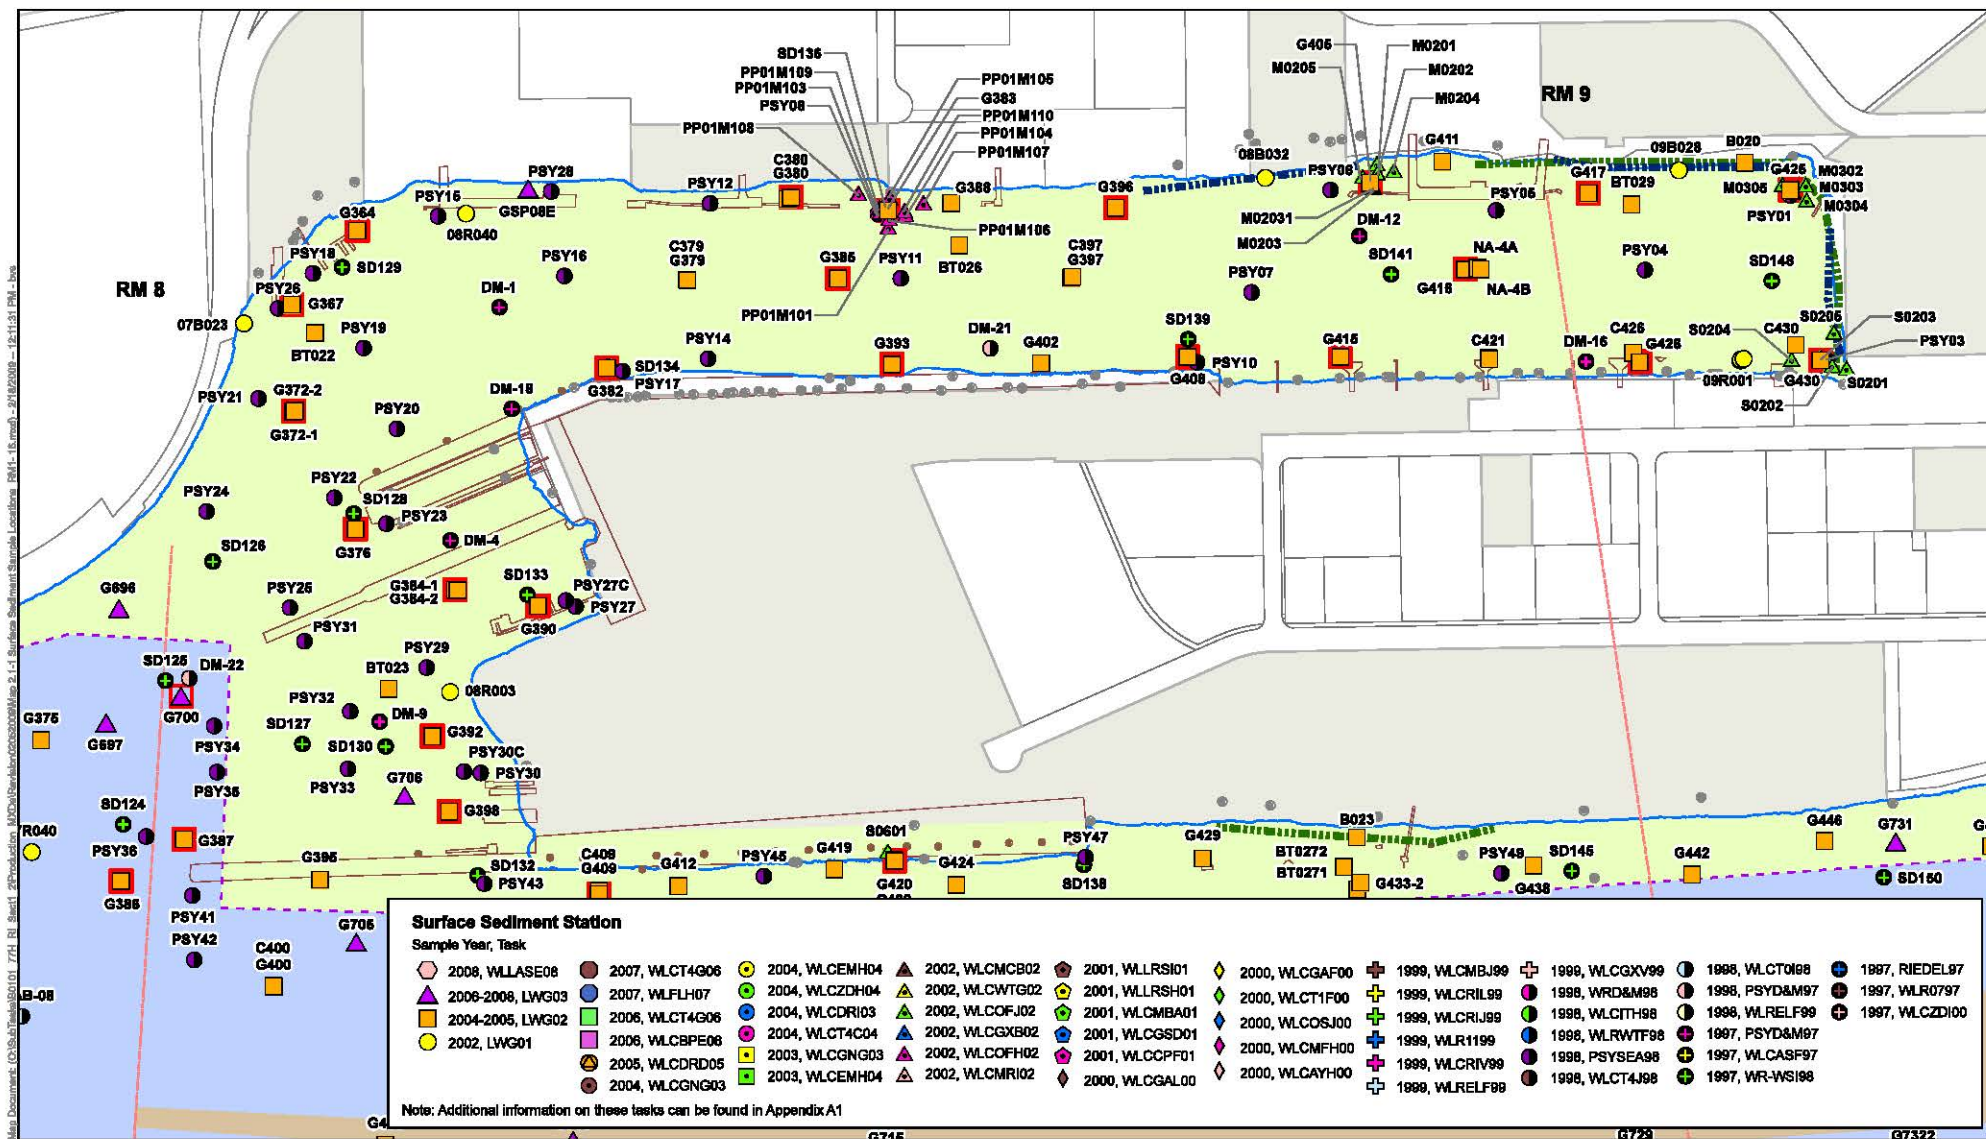 SD136
PP01M109
PP01M103
PSY08
PP01M108
PP01M105
G383
PP01M110
PP01M104
PP01M107
G405
M0205
M0201
M0202
M0204
RM 9
G411
08B032
09B028
B020
PSY28
PSY15
GSP08E
08R040
G364
PSY12
C380
G380
G388
G396
PSY06
PSY05
G417
BT029
G425
M0302
M0303
M0304
M0305
PSY01
M02031
M0203
DM-12
PP01M106
BT026
PSY18
SD129
PSY16
C379
G379
G385
PSY11
C397
G397
PSY07
SD141
NA-4A
G416
NA-4B
PSY04
SD148
RM 8
PSY26
G367
07B023
BT022
DM-1
PSY19
PSY14
PP01M101
G393
DM-21
G402
SD139
PSY10
G408
G415
C421
DM-16
C426
G426
S0204
C430
S0205
S0203
PSY03
09R001
G430
S0201
S0202
SD134
PSY17
G382
DM-18
PSY21
G372-2
G372-1
PSY20
PSY22
SD128
PSY24
PSY23
G376
SD126
DM-4
G696
PSY25
G384-1
G384-2
SD133
PSY27C
PSY27
G390
PSY31
PSY29
BT023
08R003
SD125
DM-22
G700
PSY32
DM-9
G392
G375
G697
PSY34
SD127
SD130
PSY35
PSY33
G706
PSY30C
PSY30
G398
SD124
7R040
PSY36
G387
G386
G395
SD132
PSY43
C409
G409
G412
PSY45
G419
S0601
G420
G424
PSY47
SD138
G429
B023
BT0272
BT0271
G433-2
PSY49
G438
SD145
G442
G446
G731
SD150
PSY41
PSY42
G705
C400
G400
AB-08
Surface Sediment Station
Sample Year, Task
2008, WLLASE08
2006-2008, LWG03
2004-2005, LWG02
2002, LWG01
2007, WLCT4G06
2007, WLFLH07
2006, WLCT4G06
2006, WLCBPE06
2005, WLCDRD05
2004, WLCGNG03
2004, WLCEMH04
2004, WLCZDH04
2004, WLCDRI03
2004, WLCT4C04
2003, WLCGNG03
2003, WLCEMH04
2002, WLCMCB02
2002, WLCWTG02
2002, WLCOFJ02
2002, WLCGXB02
2002, WLCOFH02
2002, WLCMRI02
2001, WLLRSI01
2001, WLLRSH01
2001, WLCMBA01
2001, WLCGSD01
2001, WLCCPF01
2000, WLCGAL00
2000, WLCGAF00
2000, WLCT1F00
2000, WLCOSJ00
2000, WLCMFH00
2000, WLCAYH00
1999, WLCMBJ99
1999, WLCRIL99
1999, WLCRIJ99
1999, WLR1199
1999, WLCRIV99
1999, WLRELF99
1999, WLCGXV99
1998, WRD&M98
1998, WLCITH98
1998, WLRWTF98
1998, PSYSEA98
1998, WLCT4J98
1998, WLCT0I98
1998, PSYD&M97
1998, WLRELF99
1997, PSYD&M97
1997, WLCASF97
1997, WR-WSI98
1997, RIEDEL97
1997, WLR0797
1997, WLCZDI00
Note: Additional information on these tasks can be found in Appendix A1
G715
G729
G7322